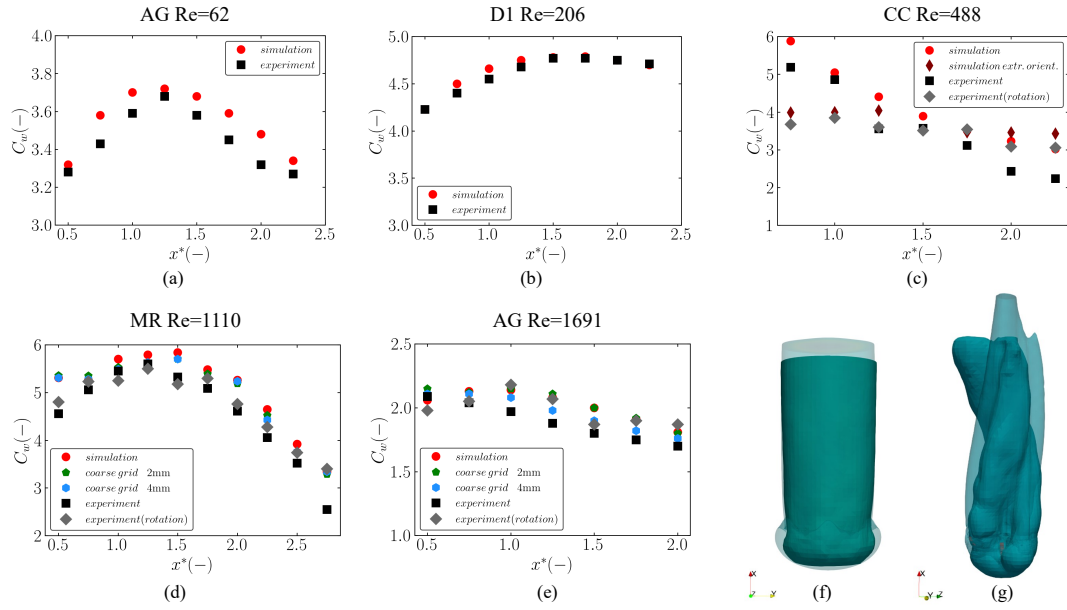 AG Re=62
3.0
3.2
3.4
3.6
3.8
4.0
C_w(−)
0.5 1.0 1.5 2.0 2.5
x*(−)
simulation
experiment
(a)
D1 Re=206
3.0
3.5
4.0
4.5
5.0
C_w(−)
0.5 1.0 1.5 2.0 2.5
x*(−)
simulation
experiment
(b)
CC Re=488
1
2
3
4
5
6
C_w(−)
1.0 1.5 2.0
x*(−)
simulation
simulation extr. orient.
experiment
experiment(rotation)
(c)
MR Re=1110
2
3
4
5
6
C_w(−)
0.5 1.0 1.5 2.0 2.5
x*(−)
simulation
coarse grid 2mm
coarse grid 4mm
experiment
experiment(rotation)
(d)
AG Re=1691
1.0
1.5
2.0
2.5
C_w(−)
0.5 1.0 1.5 2.0
x*(−)
simulation
coarse grid 2mm
coarse grid 4mm
experiment
experiment(rotation)
(e)
X
Z Y
(f)
X
Y Z
(g)